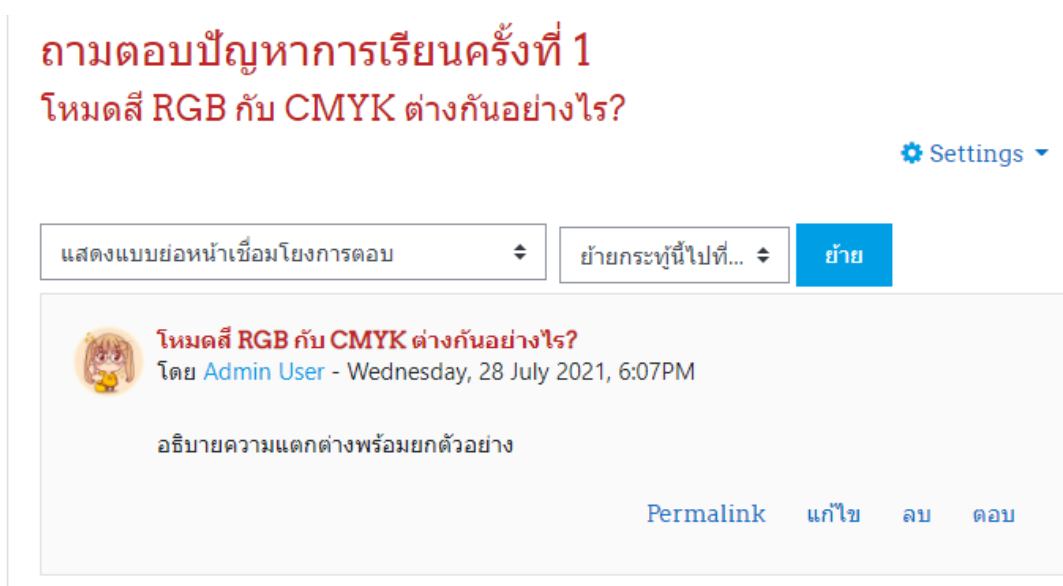 ถามตอบปัญหาการเรียนครั้งที่ 1
โหมดสี RGB กับ CMYK ต่างกันอย่างไร?
Settings
แสดงแบบย่อหน้าเชื่อมโยงการตอบ ย้ายกระทู้นี้ไปที่... ย้าย
โหมดสี RGB กับ CMYK ต่างกันอย่างไร?
โดย Admin User - Wednesday, 28 July 2021, 6:07PM
อธิบายความแตกต่างพร้อมยกตัวอย่าง
Permalink แก้ไข ลบ ตอบ